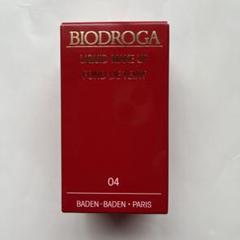 BIODROGA
LIQUID MAKE UP
FOND DE TEINT
04
BADEN-BADEN • PARIS